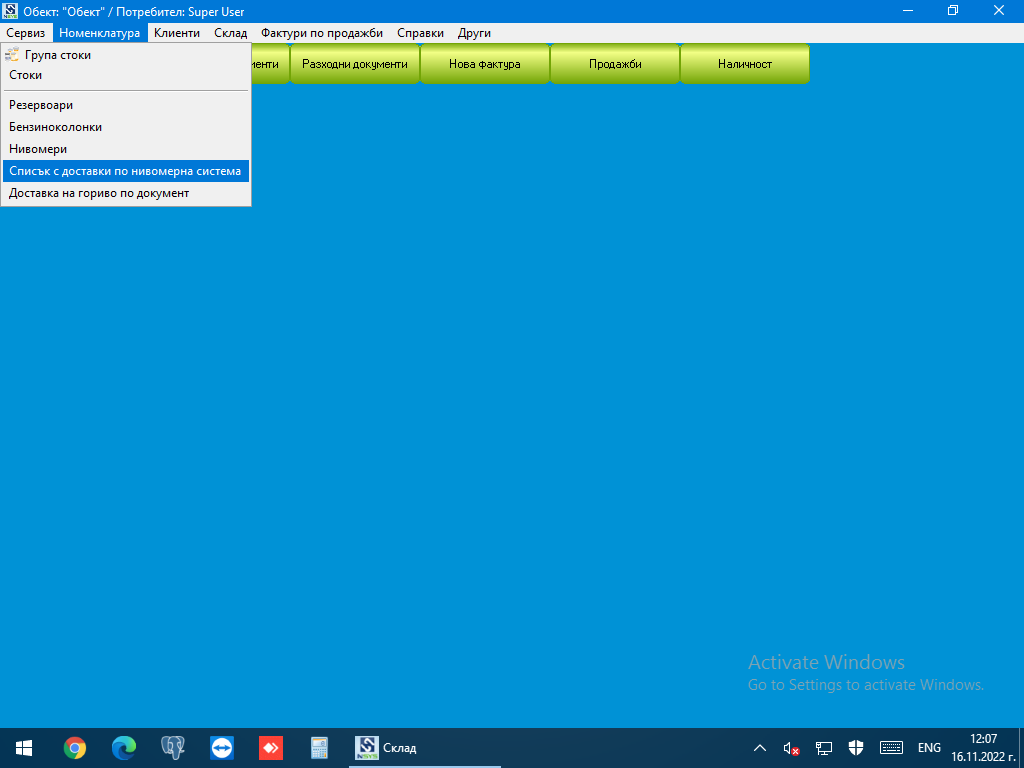 Обект: "Обект" / Потребител: Super User
Сервиз Номенклатура Клиенти Склад Фактури по продажби Справки Други
Група стоки
Стоки
Резервоари
Бензиноколонки
Нивомери
Списък с доставки по нивомерна система
Доставка на гориво по документ
Разходни документи
Нова фактура
Продажби
Наличност
Activate Windows
Go to Settings to activate Windows.
NSYS
Склад
ENG
12:07
16.11.2022 г.